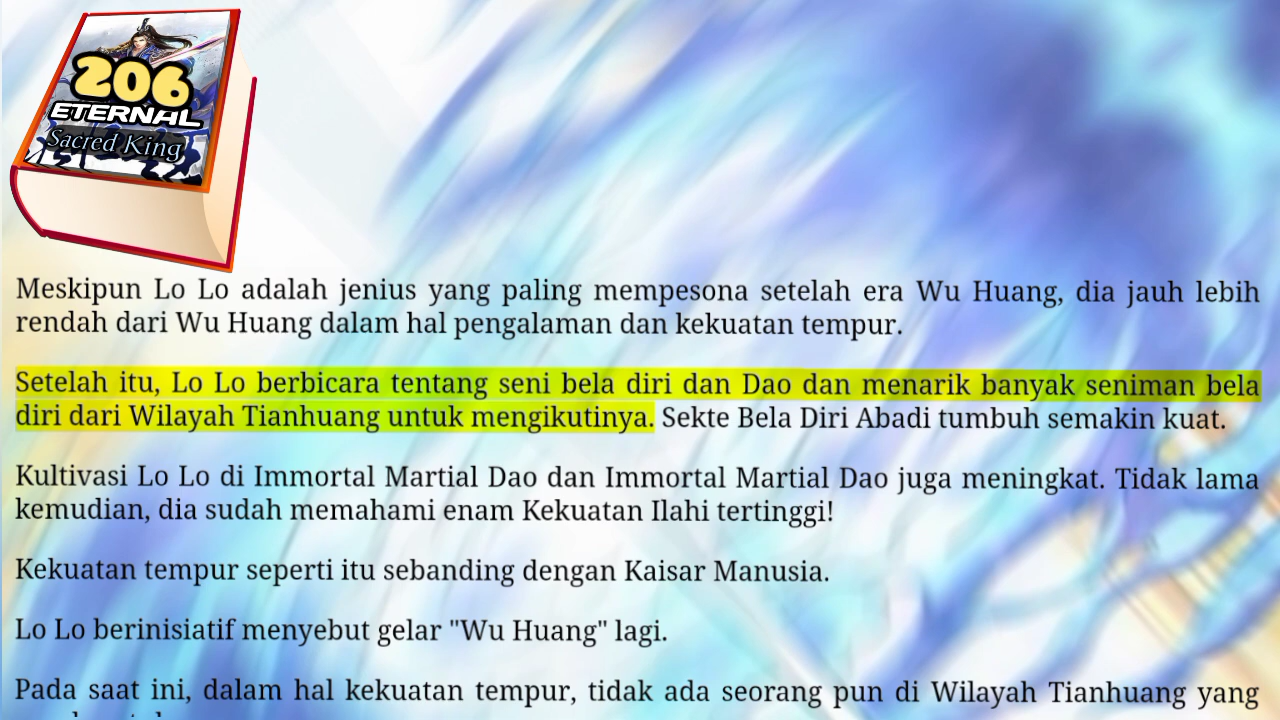 206
ETERNAL
Sacred King
Meskipun Lo Lo adalah jenius yang paling mempesona setelah era Wu Huang, dia jauh lebih
rendah dari Wu Huang dalam hal pengalaman dan kekuatan tempur.
Setelah itu, Lo Lo berbicara tentang seni bela diri dan Dao dan menarik banyak seniman bela
diri dari Wilayah Tianhuang untuk mengikutinya. Sekte Bela Diri Abadi tumbuh semakin kuat.
Kultivasi Lo Lo di Immortal Martial Dao dan Immortal Martial Dao juga meningkat. Tidak lama
kemudian, dia sudah memahami enam Kekuatan Ilahi tertinggi!
Kekuatan tempur seperti itu sebanding dengan Kaisar Manusia.
Lo Lo berinisiatif menyebut gelar "Wu Huang" lagi.
Pada saat ini, dalam hal kekuatan tempur, tidak ada seorang pun di Wilayah Tianhuang yang